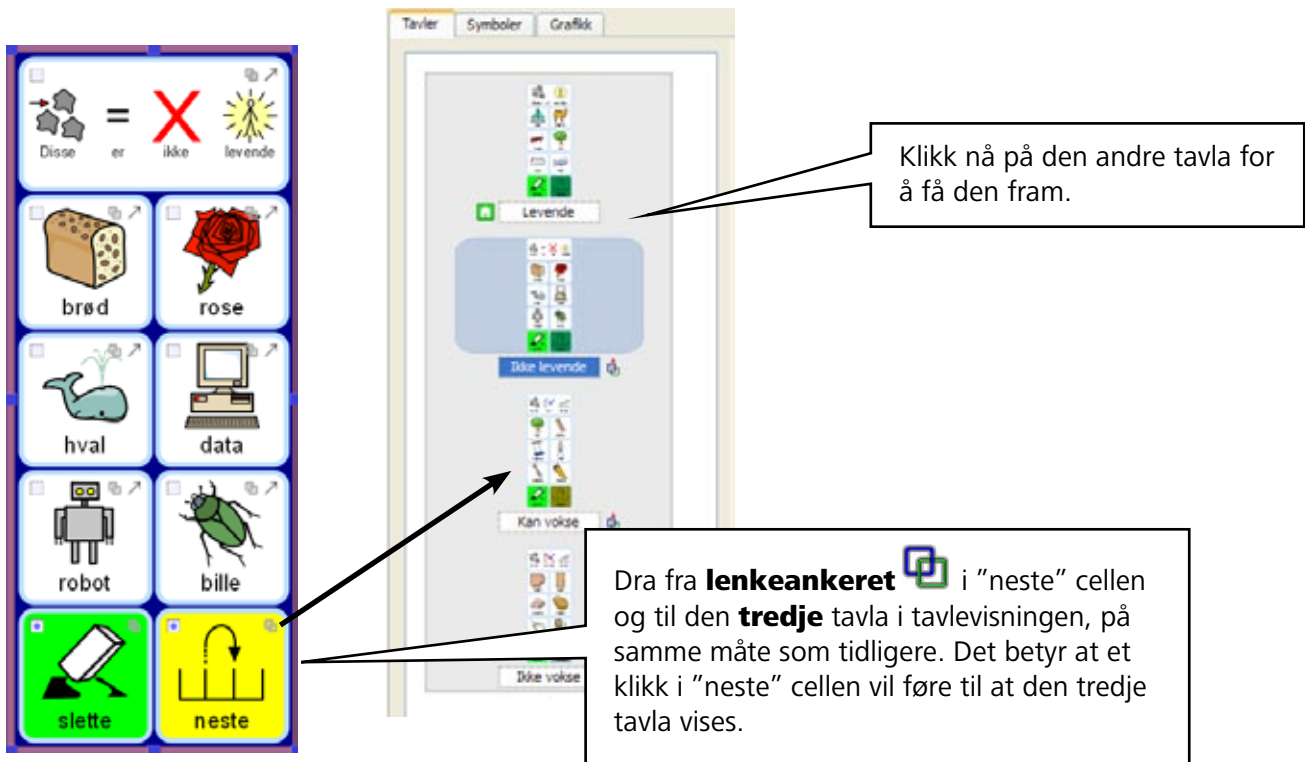 Tavler Symboler Grafikk
Disse er ikke levende
brød rose
hval data
robot bille
slette neste
Levende
Ikke levende
Kan vokse
Ikke vokse
Klikk nå på den andre tavla for
å få den fram.
Dra fra lenkeankeret i ”neste” cellen
og til den tredje tavla i tavlevisningen, på
samme måte som tidligere. Det betyr at et
klikk i ”neste” cellen vil føre til at den tredje
tavla vises.